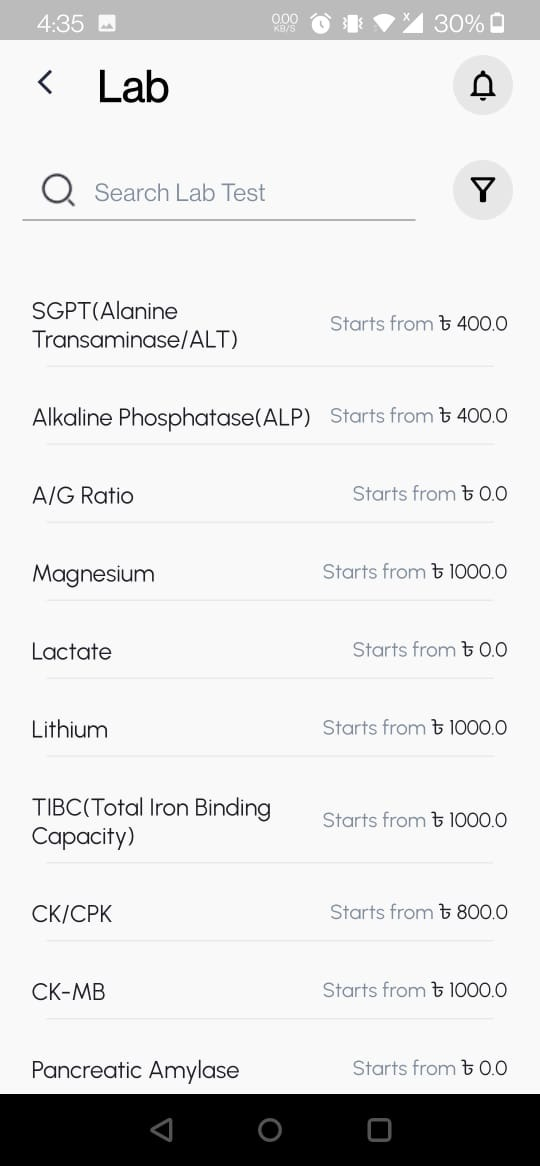 4:35 0.00 KB/S 30%
Lab
Search Lab Test
SGPT(Alanine
Transaminase/ALT)
Starts from ৳ 400.0
Alkaline Phosphatase(ALP) Starts from ৳ 400.0
A/G Ratio Starts from ৳ 0.0
Magnesium Starts from ৳ 1000.0
Lactate Starts from ৳ 0.0
Lithium Starts from ৳ 1000.0
TIBC(Total Iron Binding
Capacity)
Starts from ৳ 1000.0
CK/CPK Starts from ৳ 800.0
CK-MB Starts from ৳ 1000.0
Pancreatic Amylase Starts from ৳ 0.0